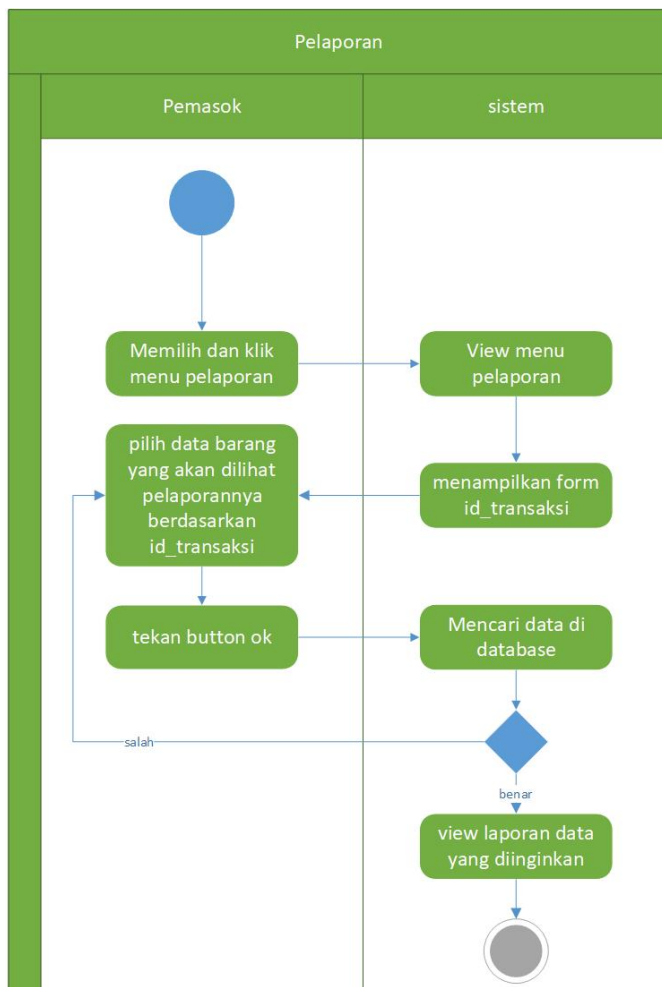 Pelaporan
Pemasok
sistem
Memilih dan klik
menu pelaporan
View menu
pelaporan
pilih data barang
yang akan dilihat
pelaporannya
berdasarkan
id_transaksi
menampilkan form
id_transaksi
tekan button ok
Mencari data di
database
salah
benar
view laporan data
yang diinginkan